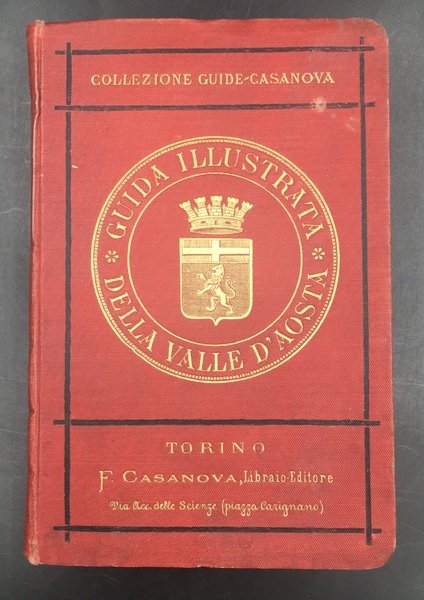 COLLEZIONE GUIDE-CASANOVA
GUIDA ILLUSTRATA
DELLA VALLE D'AOSTA
TORINO
F. CASANOVA, Libraio-Editore
Via Acc. delle Scienze (piazza Carignano)